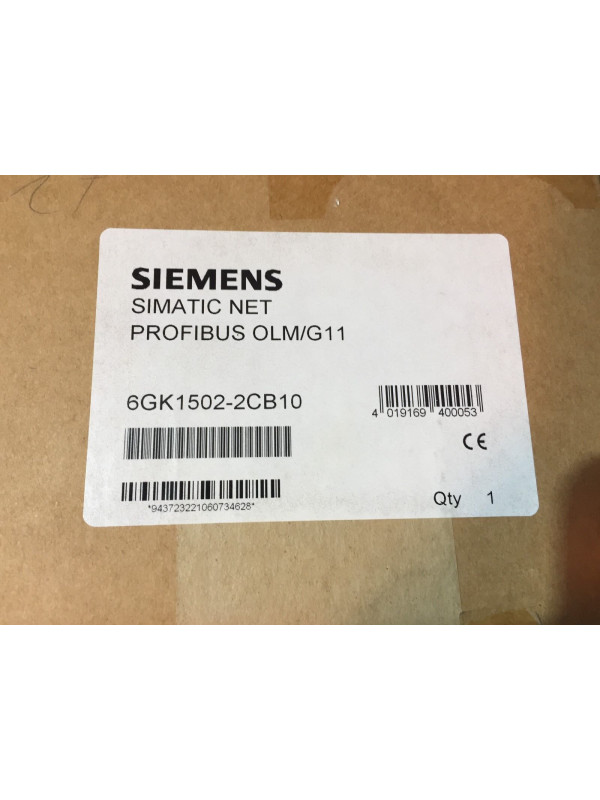 SIEMENS
SIMATIC NET
PROFIBUS OLM/G11
6GK1502-2CB10
4 019169 400053
CE
*943723221060734628*
Qty 1